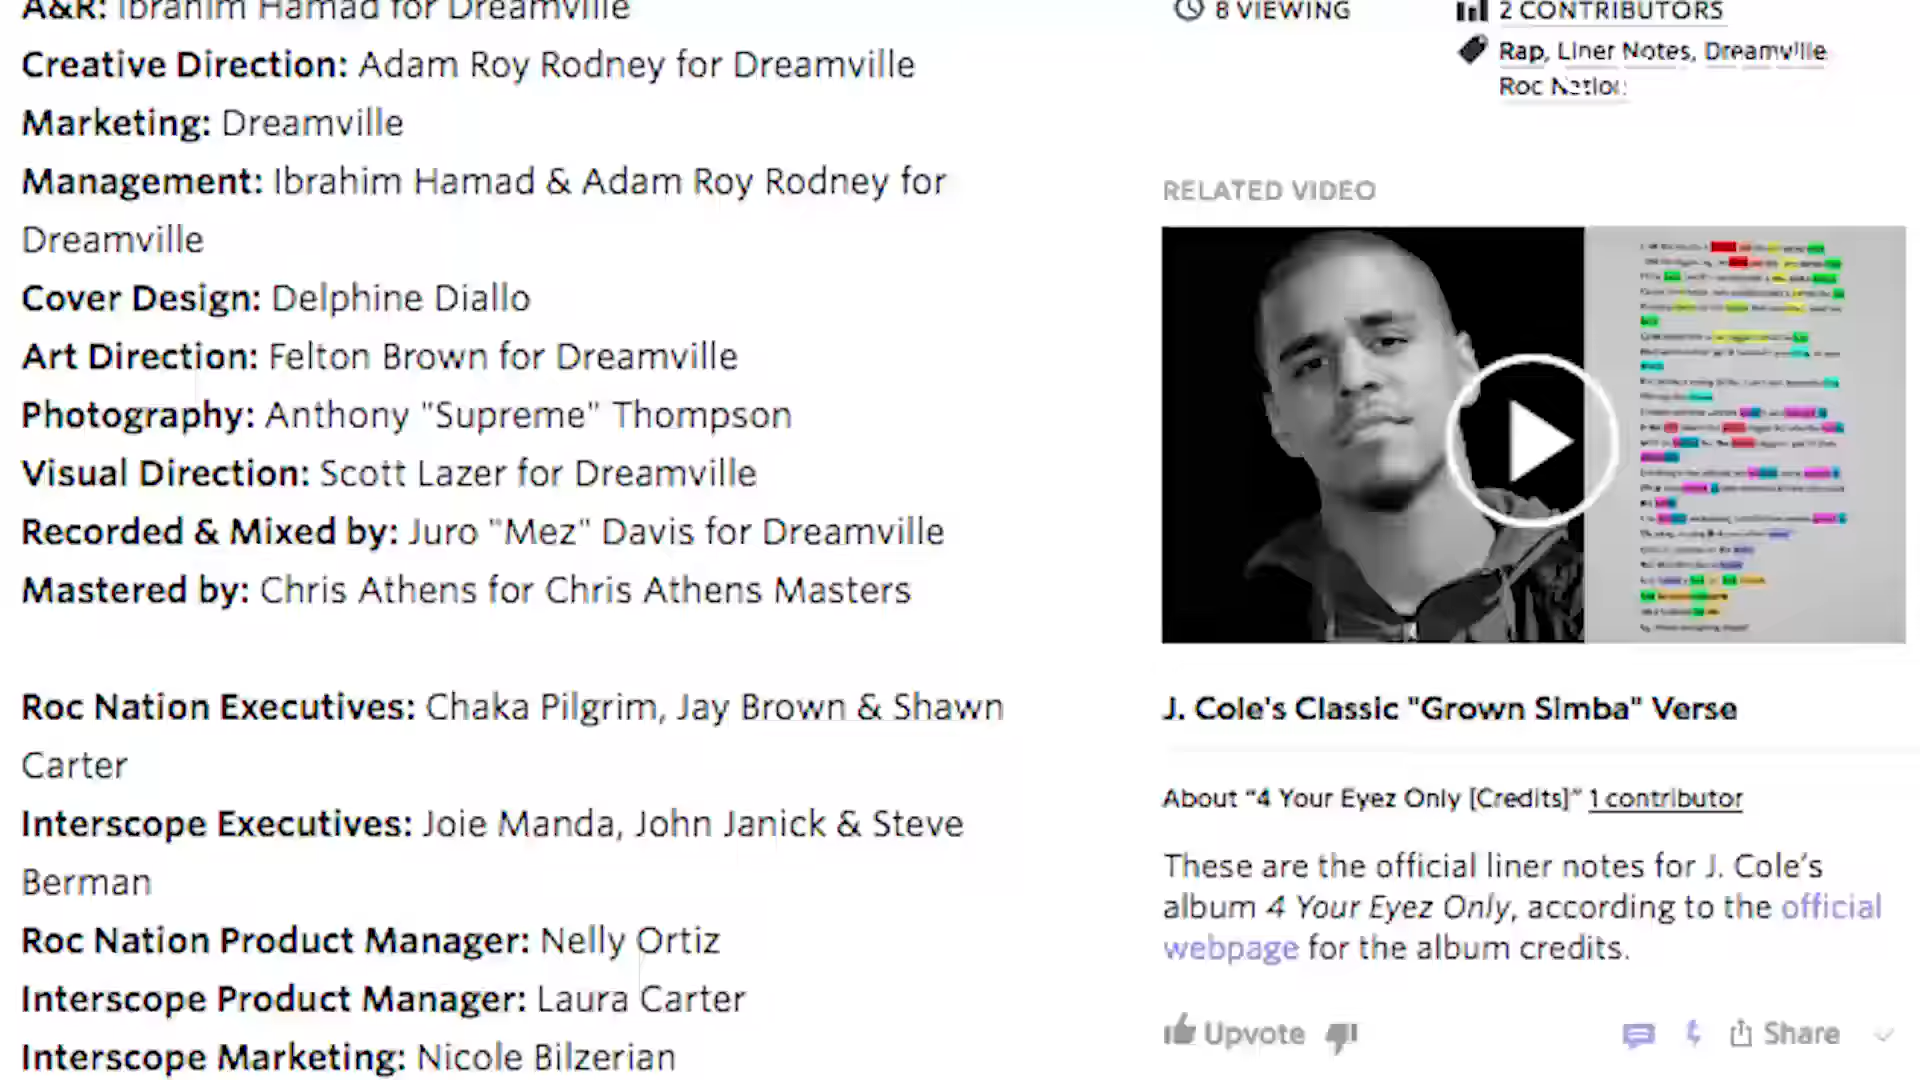 A&R: Ibrahim Hamad for Dreamville
Creative Direction: Adam Roy Rodney for Dreamville
Marketing: Dreamville
Management: Ibrahim Hamad & Adam Roy Rodney for
Dreamville
Cover Design: Delphine Diallo
Art Direction: Felton Brown for Dreamville
Photography: Anthony "Supreme" Thompson
Visual Direction: Scott Lazer for Dreamville
Recorded & Mixed by: Juro "Mez" Davis for Dreamville
Mastered by: Chris Athens for Chris Athens Masters
Roc Nation Executives: Chaka Pilgrim, Jay Brown & Shawn
Carter
Interscope Executives: Joie Manda, John Janick & Steve
Berman
Roc Nation Product Manager: Nelly Ortiz
Interscope Product Manager: Laura Carter
Interscope Marketing: Nicole Bilzerian
8 VIEWING
2 CONTRIBUTORS
Rap, Liner Notes, Dreamville
Roc Nation
RELATED VIDEO
J. Cole's Classic "Grown Simba" Verse
About “4 Your Eyez Only [Credits]” 1 contributor
These are the official liner notes for J. Cole’s
album 4 Your Eyez Only, according to the official
webpage for the album credits.
Upvote
Share